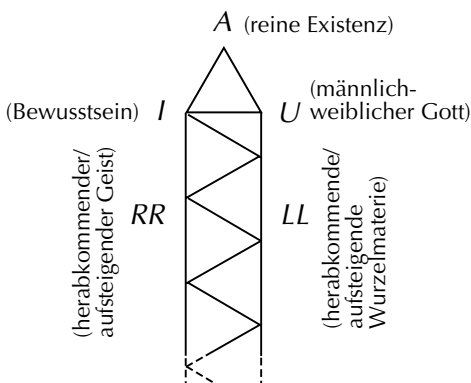 A (reine Existenz)
(Bewusstsein) I
U (männlich-
weiblicher Gott)
(herabkommender/
aufsteigender Geist)
RR
LL
(herabkommende/
aufsteigende
Wurzelmaterie)